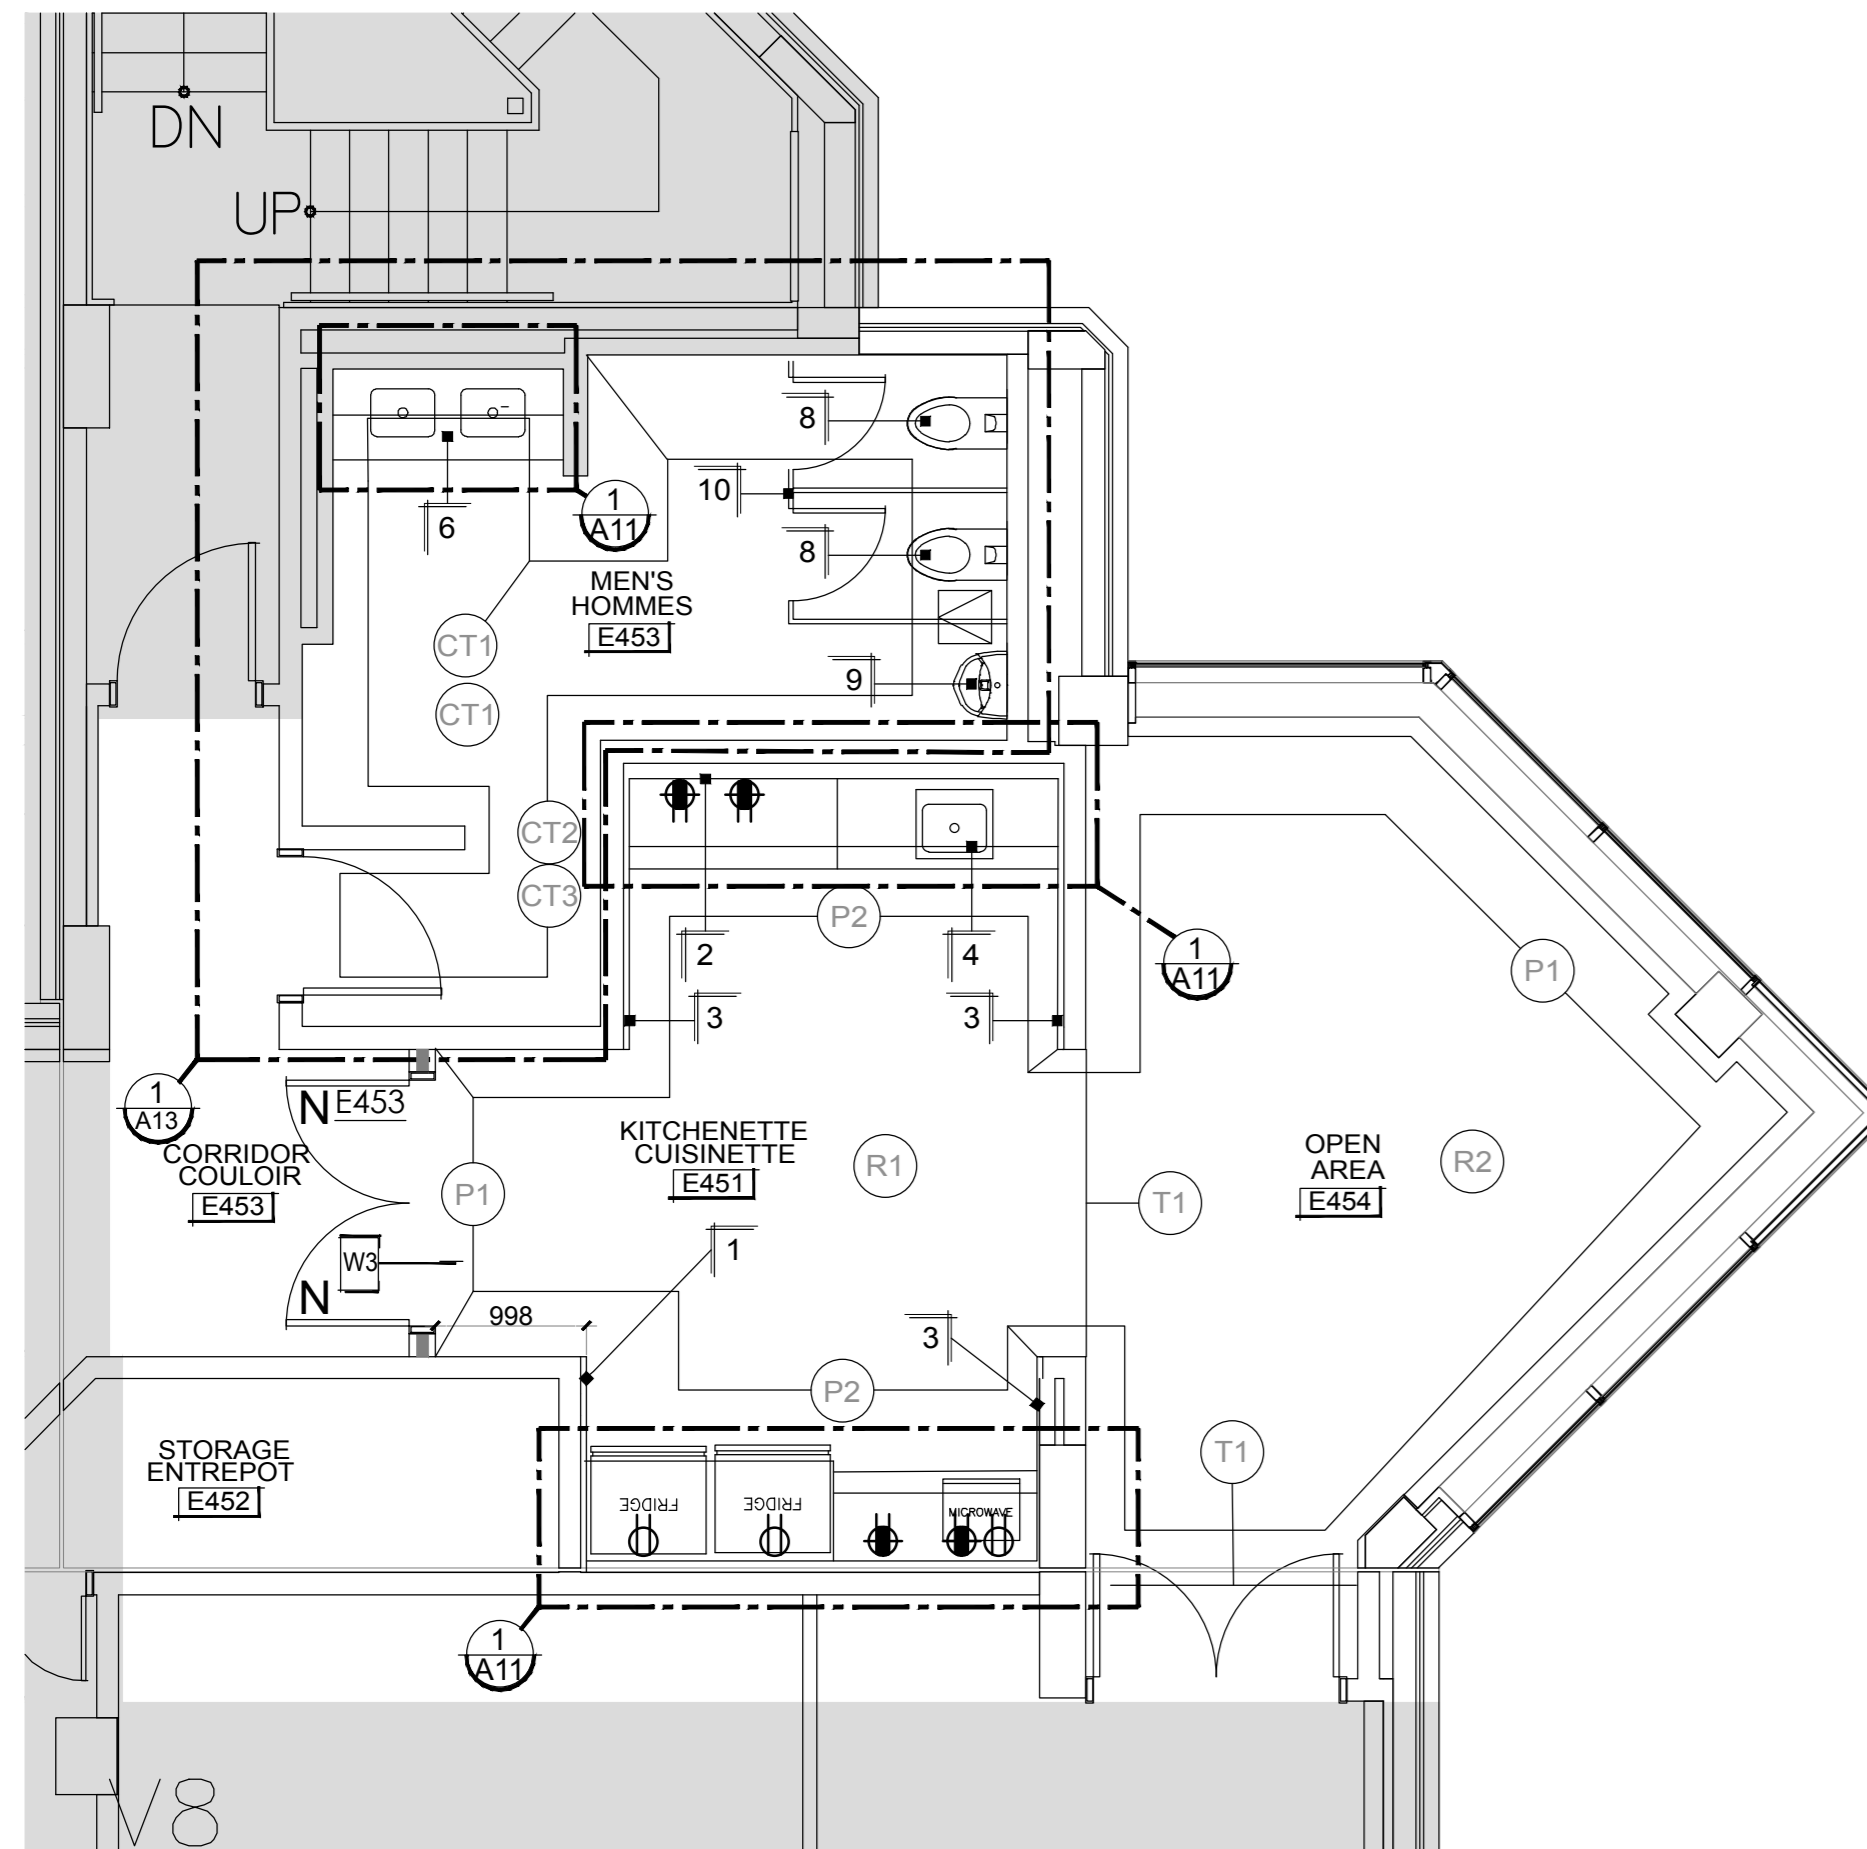 DN
UP
8
10
1
A11
6
8
MEN'S
HOMMES
E453
CT1
9
CT1
CT2
CT3
P2
2
4
1
A11
P1
3
3
1
A13
N
E453
CORRIDOR
COULOIR
E453
KITCHENETTE
CUISINETTE
E451
R1
OPEN
AREA
E454
R2
P1
T1
1
W3
N
998
3
P2
T1
STORAGE
ENTREPOT
E452
FRIDGE
FRIDGE
MICROWAVE
1
A11
V8